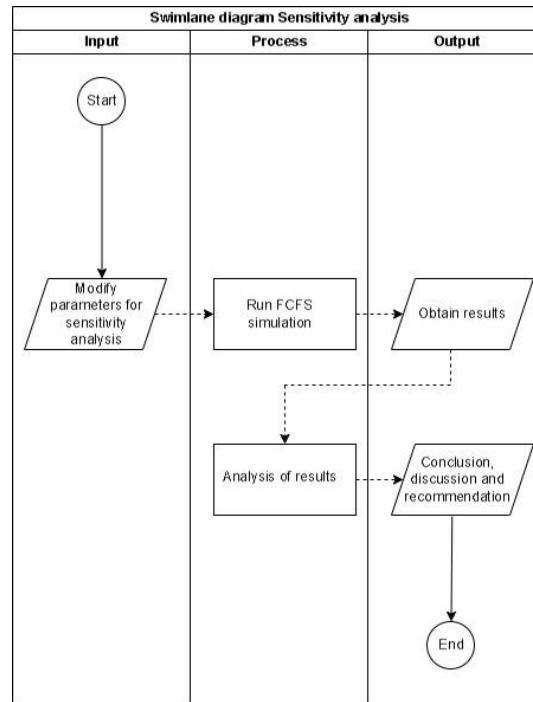 Swimlane diagram Sensitivity analysis
Input
Process
Output
Start
Modify
parameters for
sensitivity
analysis
Run FCFS
simulation
Obtain results
Analysis of results
Conclusion,
discussion and
recommendation
End